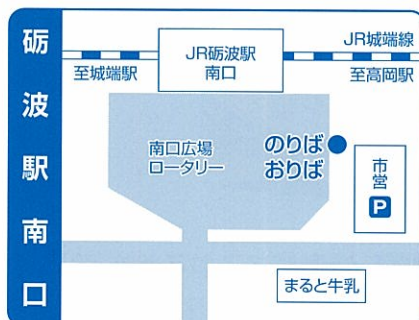 砺波駅南口
JR砺波駅
南口
JR城端線
至城端駅
至高岡駅
南口広場
ロータリー
のりば
おりば
市営
P
まると牛乳